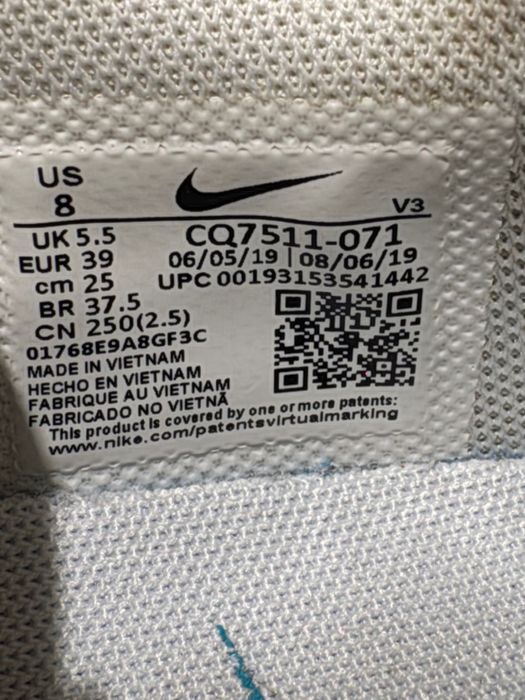 US
8
V3
UK 5.5
CQ7511-071
EUR 39
06/05/19 | 08/06/19
cm 25
UPC 00193153541442
BR 37.5
CN 250(2.5)
01768E9A8GF3C
MADE IN VIETNAM
HECHO EN VIETNAM
FABRIQUE AU VIETNAM
FABRICADO NO VIETNÃ
This product is covered by one or more patents:
www.nike.com/patentsvirtualmarking